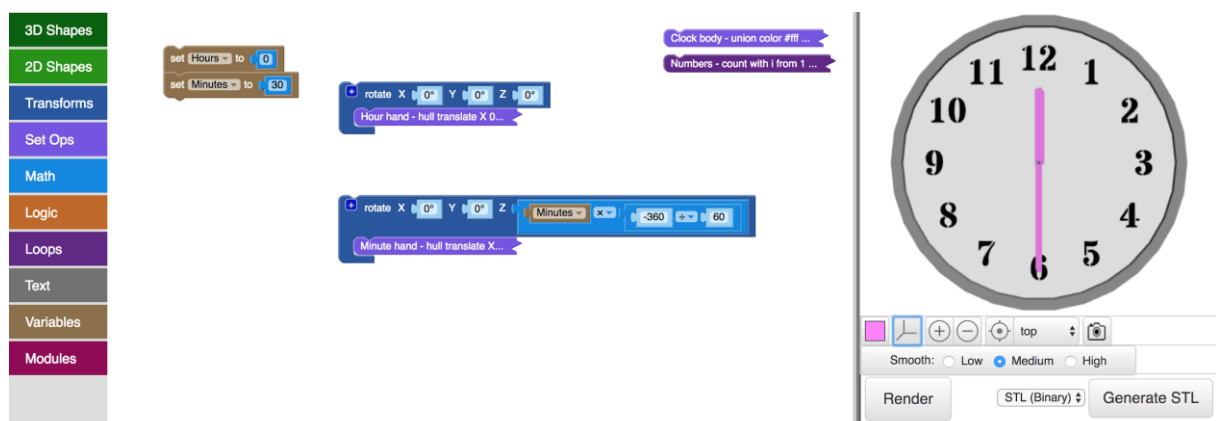 3D Shapes
2D Shapes
Transforms
Set Ops
Math
Logic
Loops
Text
Variables
Modules
set Hours to 0
set Minutes to 30
rotate X 0° Y 0° Z 0°
Hour hand - hull translate X 0...
rotate X 0° Y 0° Z Minutes × -360 ÷ 60
Minute hand - hull translate X...
Clock body - union color #fff ...
Numbers - count with i from 1 ...
12
11 1
10 2
9 3
8 4
7 5
6
top
Smooth: Low Medium High
Render STL (Binary) Generate STL